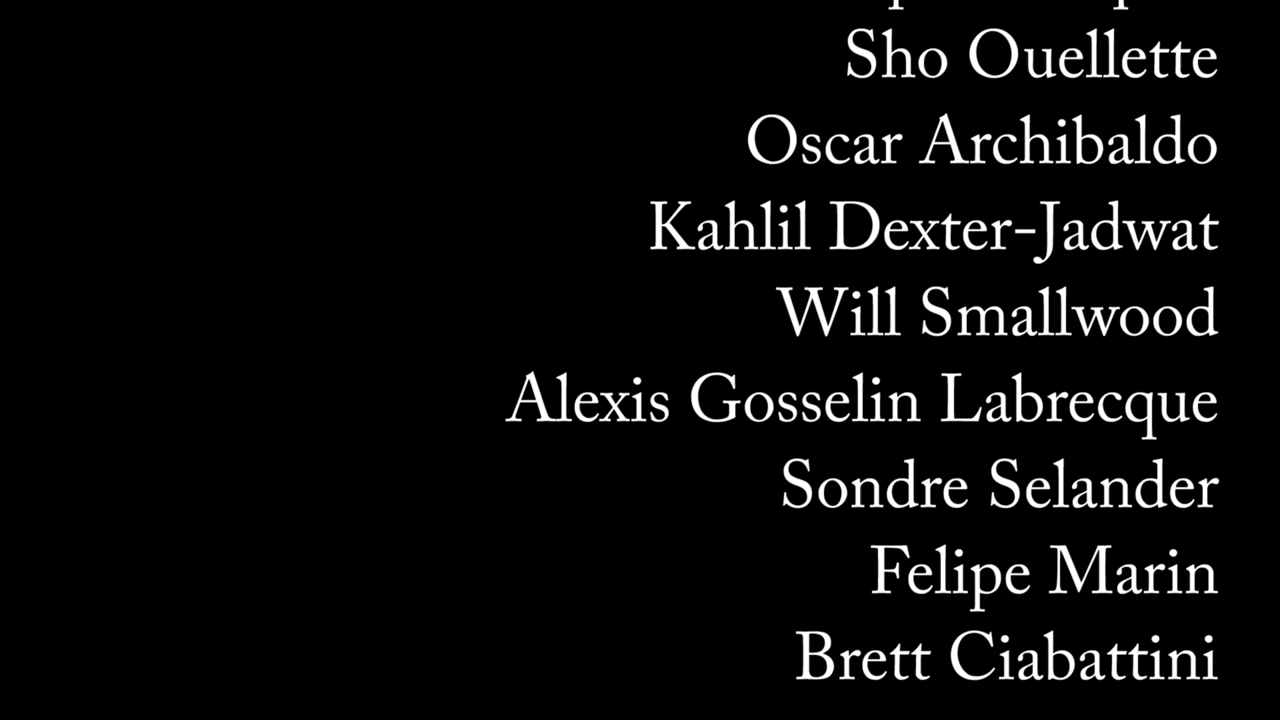 Sho Ouellette
Oscar Archibaldo
Kahlil Dexter-Jadwat
Will Smallwood
Alexis Gosselin Labrecque
Sondre Selander
Felipe Marin
Brett Ciabattini